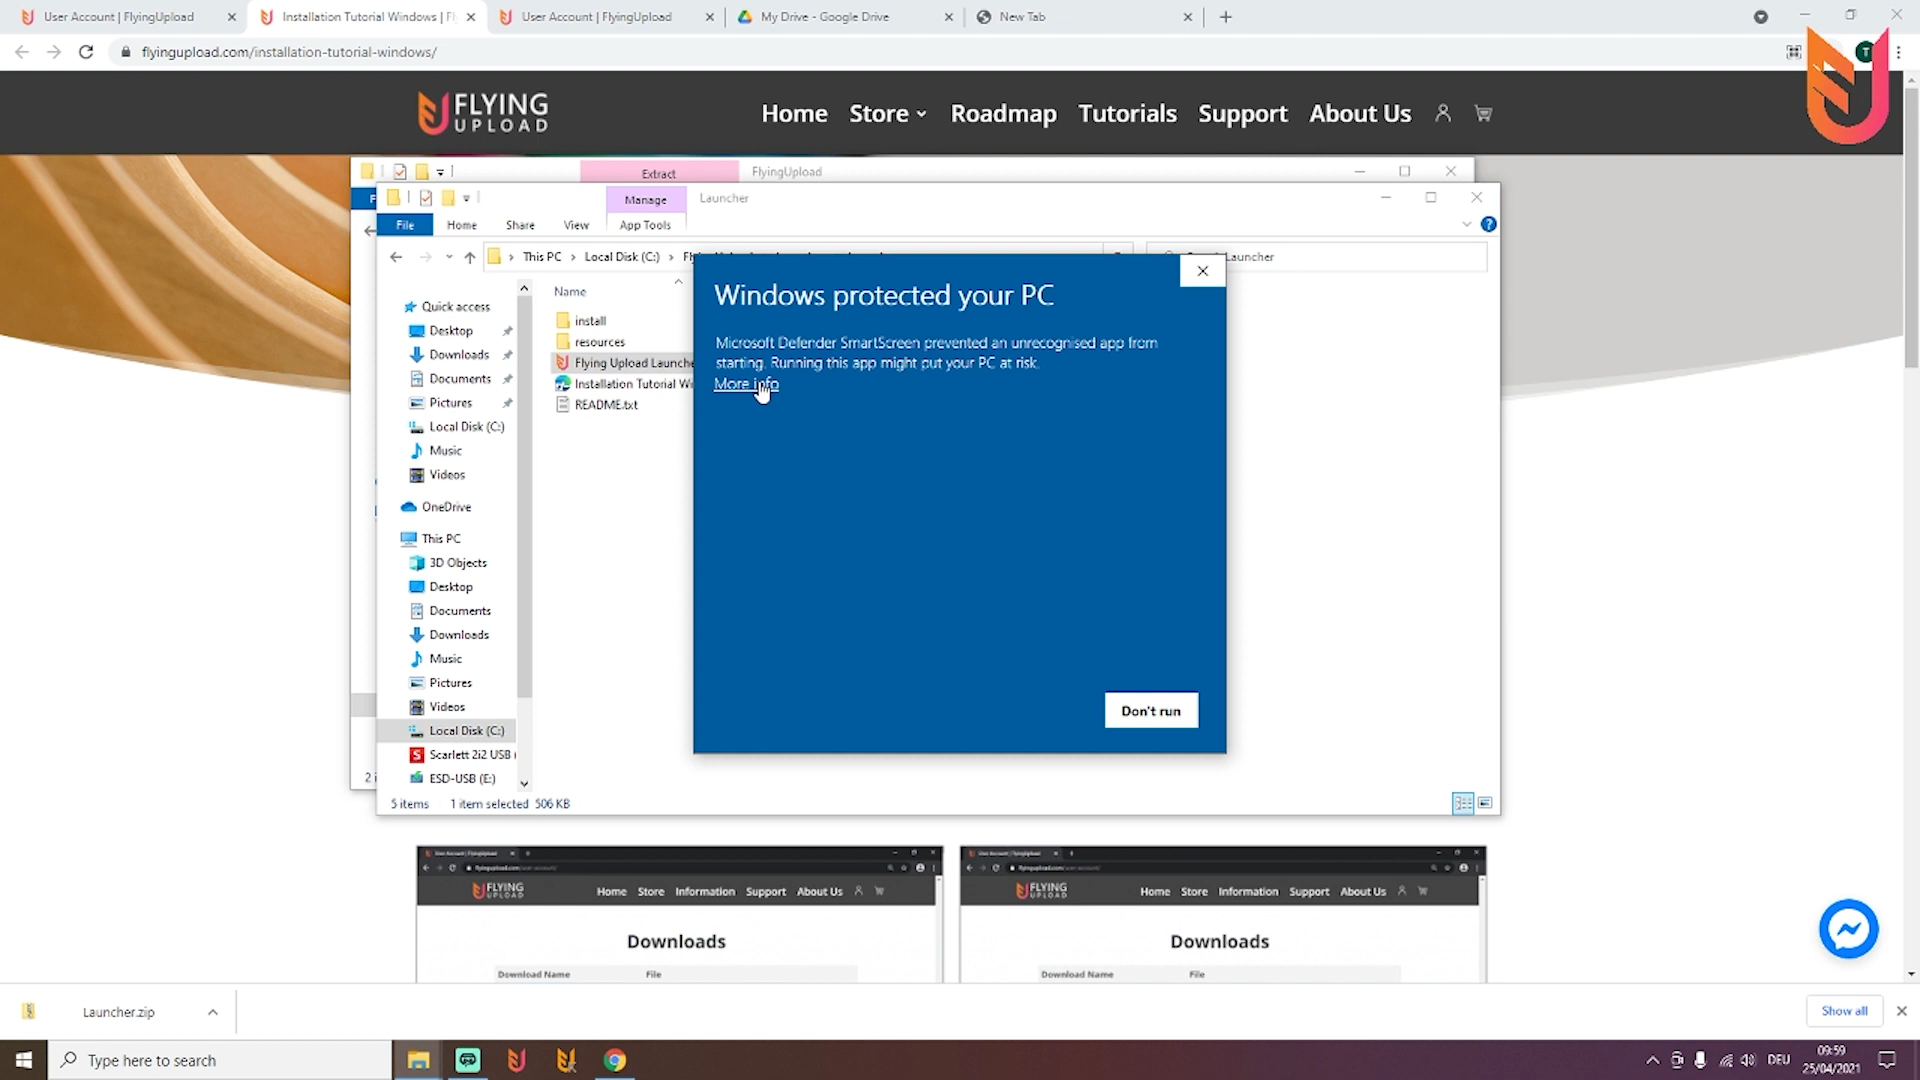 User Account | FlyingUpload
Installation Tutorial Windows | Fl
User Account | FlyingUpload
My Drive - Google Drive
New Tab
flyingupload.com/installation-tutorial-windows/
T
FLYING UPLOAD
Home Store Roadmap Tutorials Support About Us
Extract FlyingUpload
Manage Launcher
File Home Share View App Tools
This PC > Local Disk (C:) >
Launcher
Name
Quick access
Desktop
Downloads
Documents
Pictures
Local Disk (C:)
Music
Videos
OneDrive
This PC
3D Objects
Desktop
Documents
Downloads
Music
Pictures
Videos
Local Disk (C:)
Scarlett 2i2 USB
ESD-USB (E:)
install
resources
Flying Upload Launche
Installation Tutorial Wi
README.txt
Windows protected your PC
Microsoft Defender SmartScreen prevented an unrecognised app from
starting. Running this app might put your PC at risk.
More info
Don't run
5 items 1 item selected 506 KB
FLYING UPLOAD
Home Store Information Support About Us
Downloads
Download Name File
FLYING UPLOAD
Home Store Information Support About Us
Downloads
Download Name File
Launcher.zip
Show all
Type here to search
DEU
09:59
25/04/2021